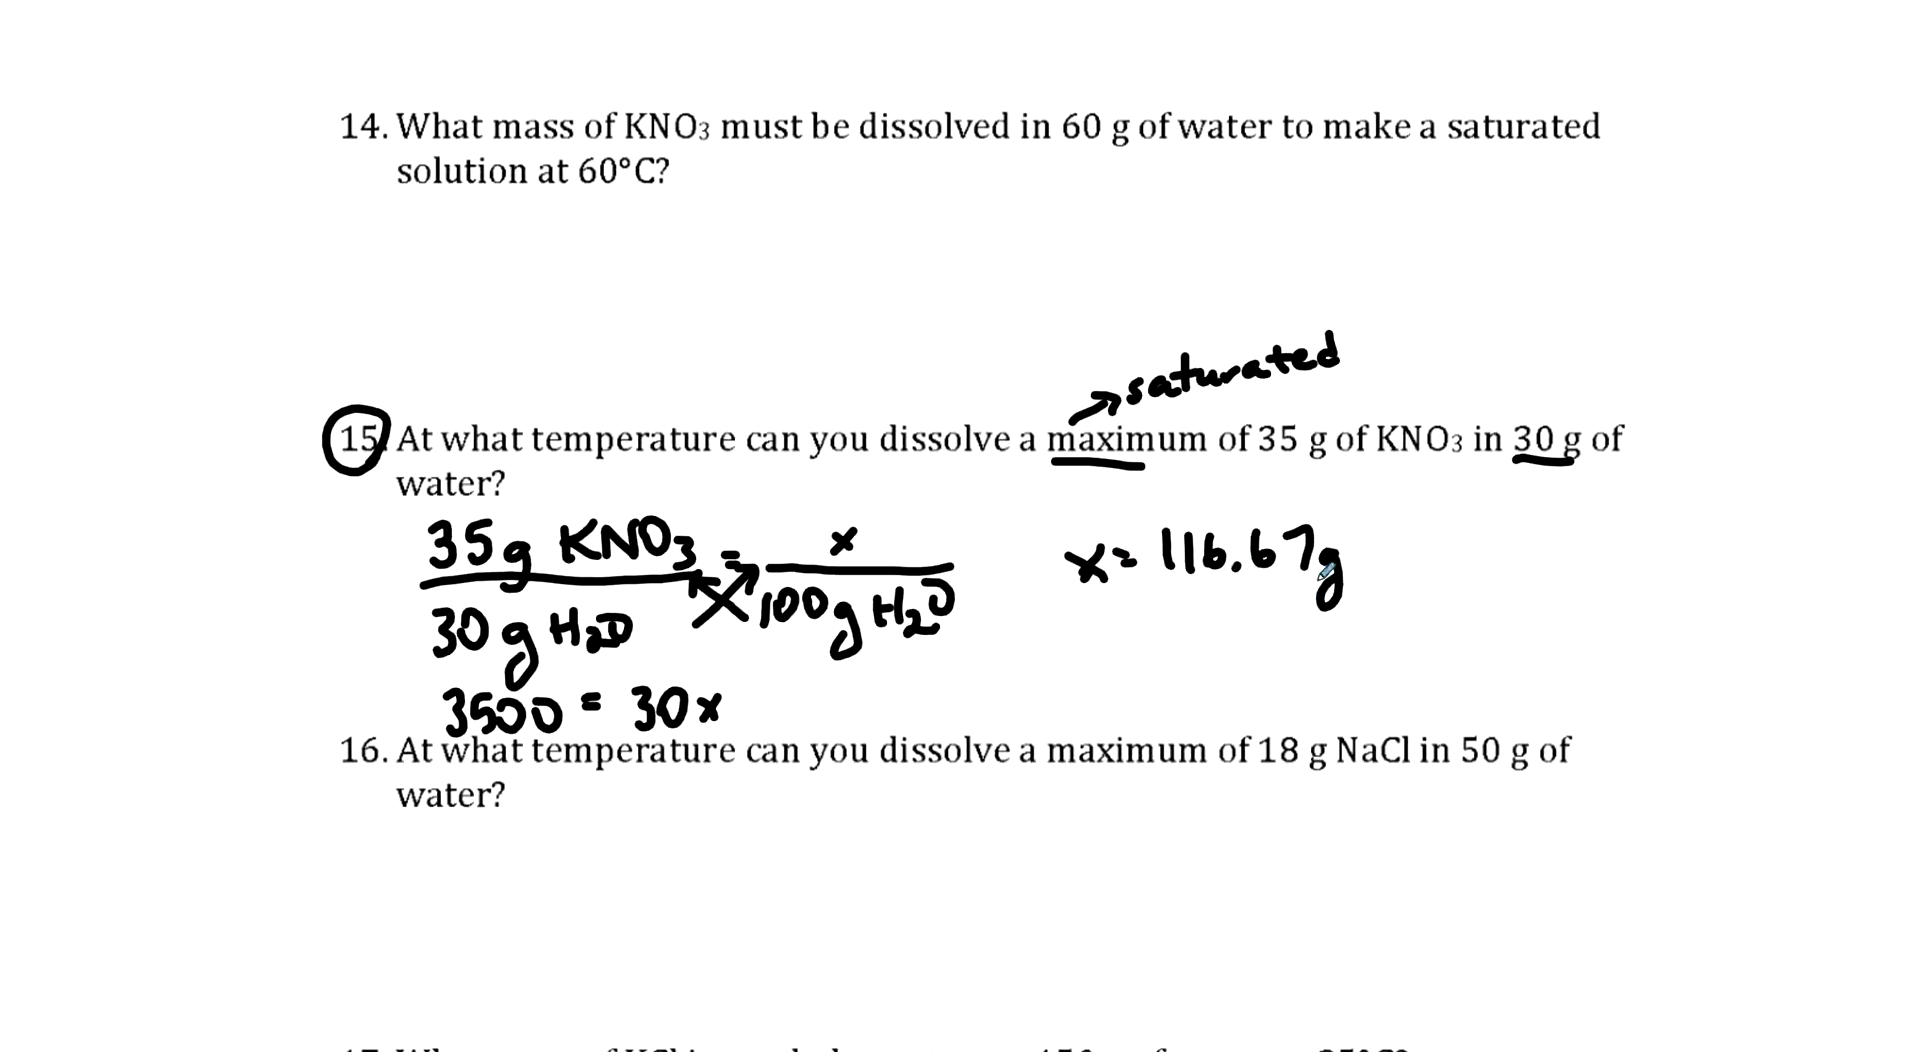 14. What mass of KNO3 must be dissolved in 60 g of water to make a saturated
solution at 60°C?
→ saturated
15. At what temperature can you dissolve a maximum of 35 g of KNO3 in 30 g of
water?
35g KNO3 = x
30g H2O 100g H2O
x = 116.67g
3500 = 30x
16. At what temperature can you dissolve a maximum of 18 g NaCl in 50 g of
water?